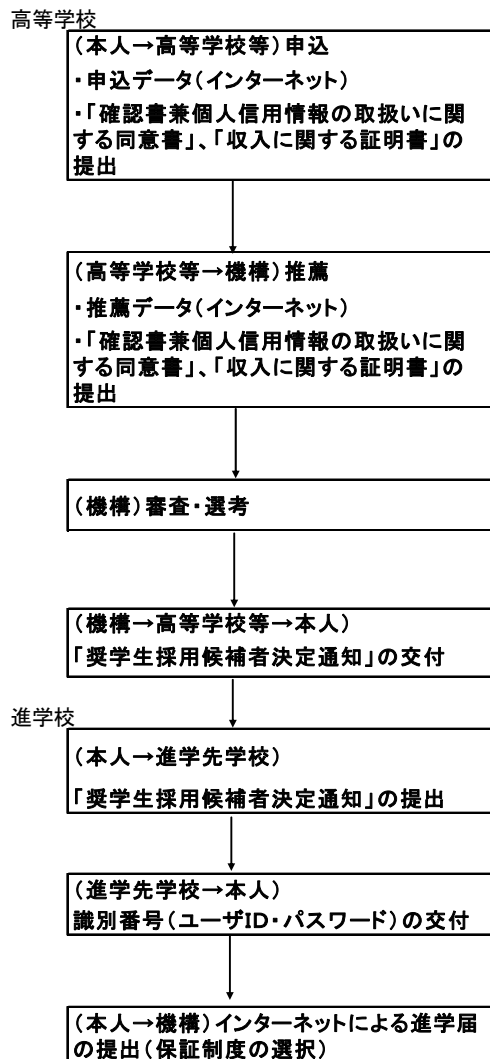 高等学校
(本人→高等学校等)申込
・申込データ(インターネット)
・「確認書兼個人信用情報の取扱いに関
する同意書」、「収入に関する証明書」の
提出
(高等学校等→機構)推薦
・推薦データ(インターネット)
・「確認書兼個人信用情報の取扱いに関
する同意書」、「収入に関する証明書」の
提出
(機構)審査・選考
(機構→高等学校等→本人)
「奨学生採用候補者決定通知」の交付
進学校
(本人→進学先学校)
「奨学生採用候補者決定通知」の提出
(進学先学校→本人)
識別番号(ユーザID・パスワード)の交付
(本人→機構)インターネットによる進学届
の提出(保証制度の選択)